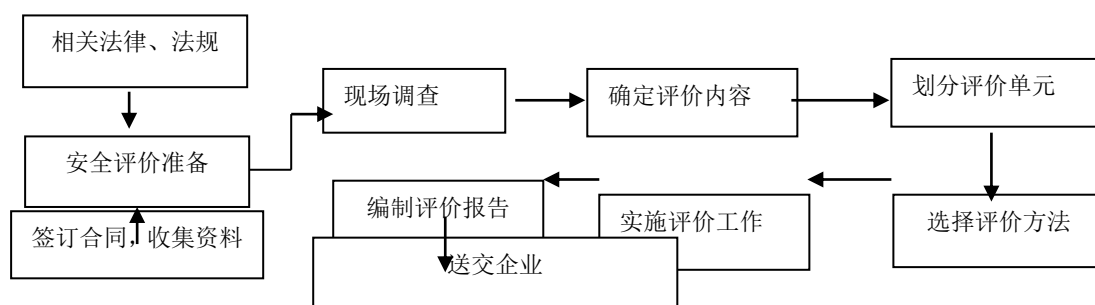 相关法律、法规
现场调查
确定评价内容
划分评价单元
安全评价准备
编制评价报告
实施评价工作
选择评价方法
签订合同，收集资料
送交企业